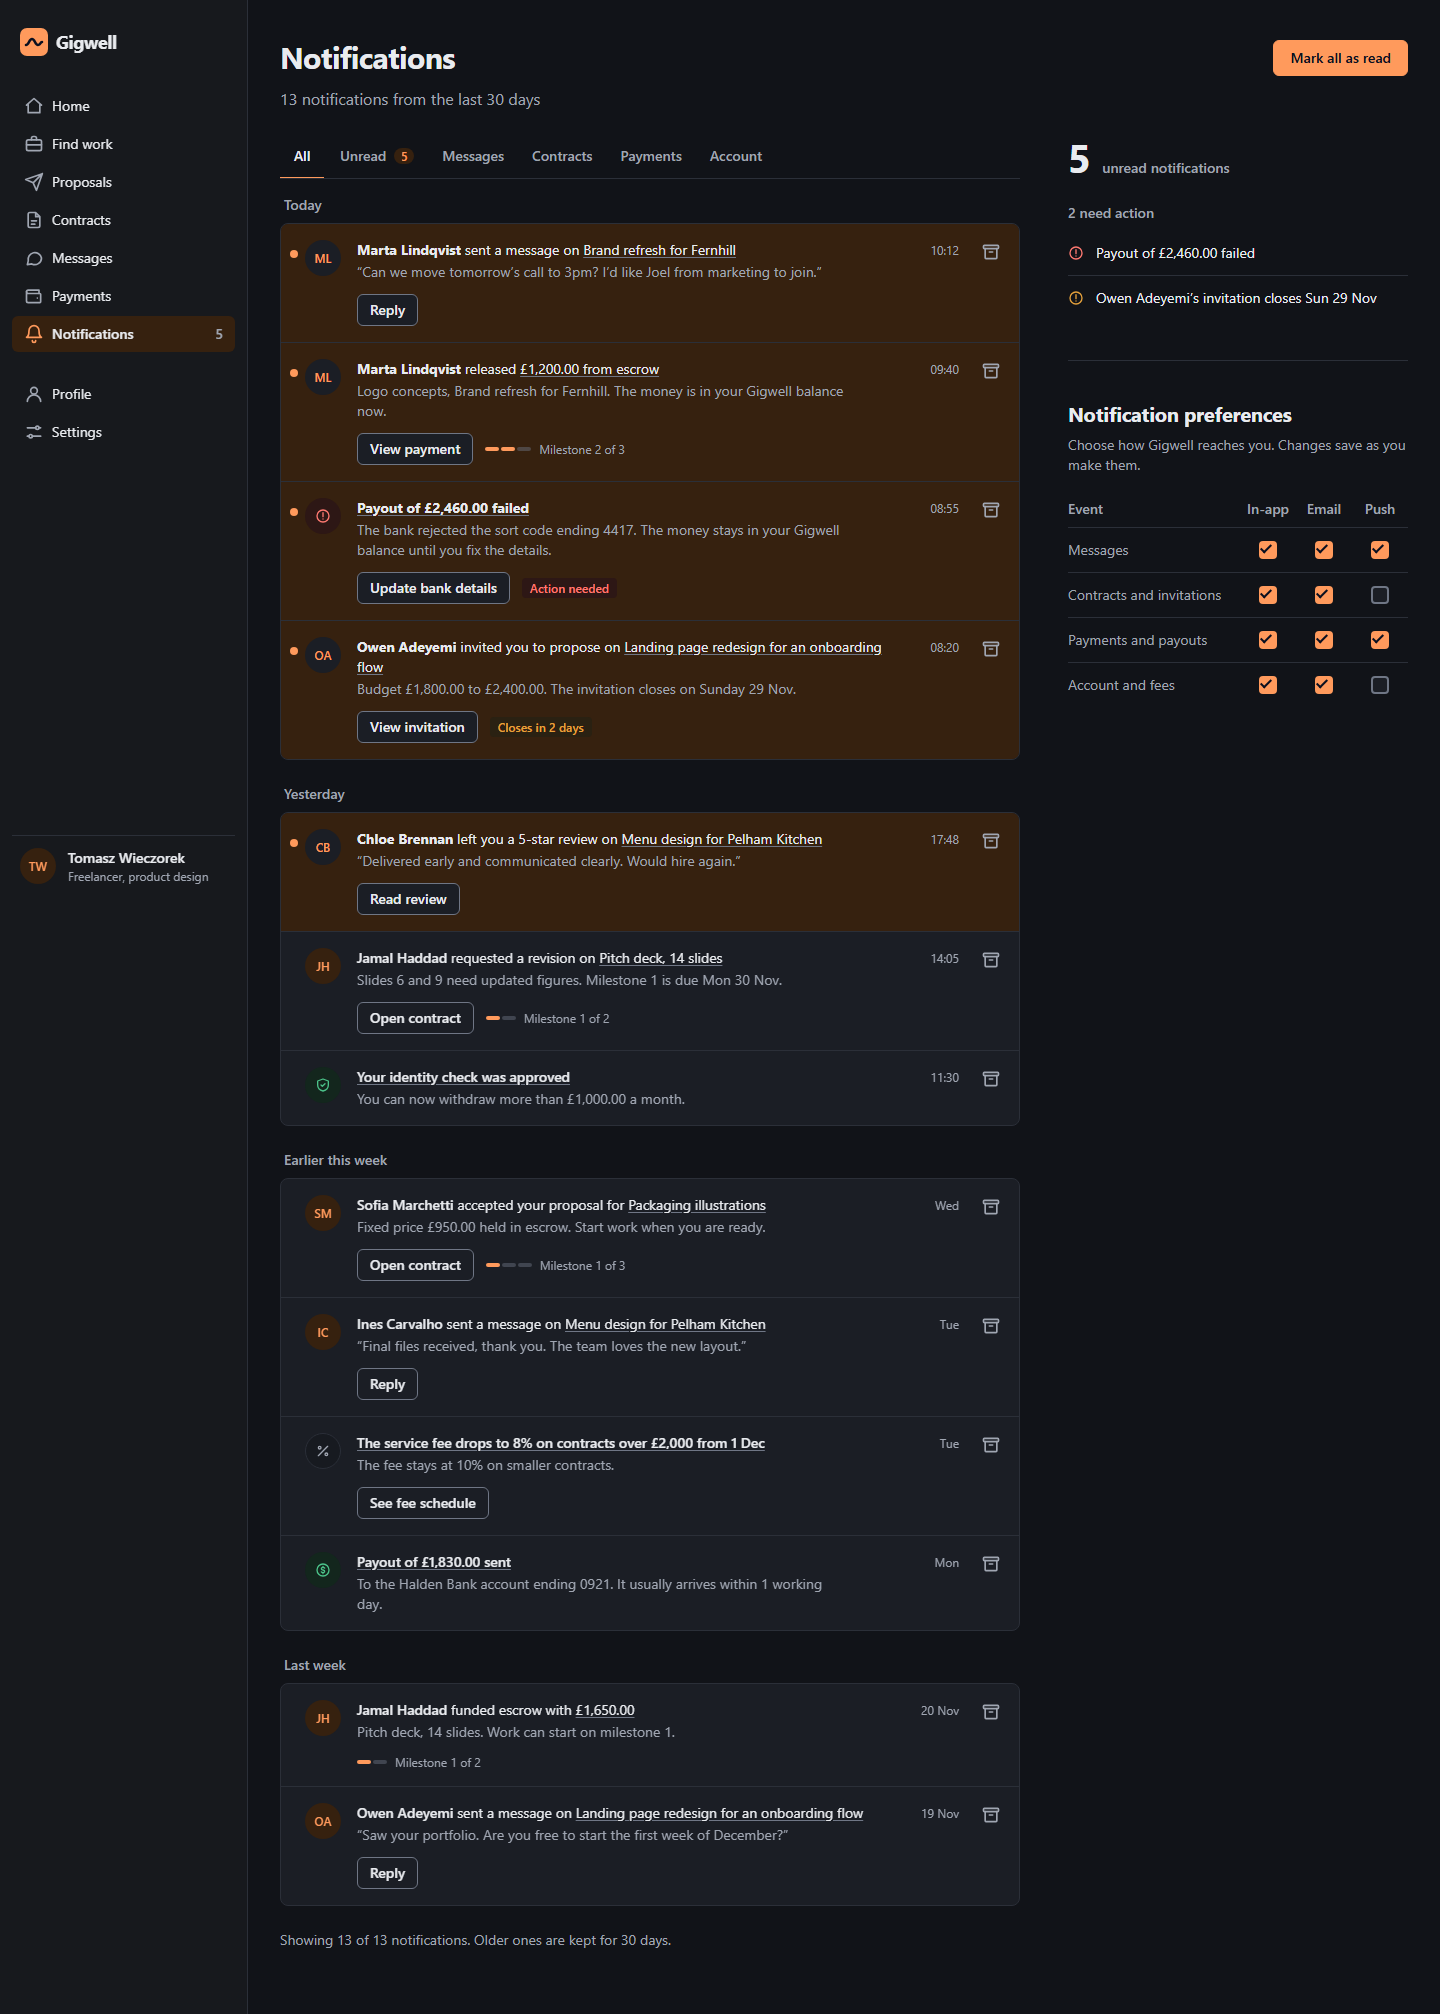 Gigwell
Home
Find work
Proposals
Contracts
Messages
Payments
Notifications 5
Profile
Settings
TW
Tomasz Wieczorek
Freelancer, product design
Notifications
13 notifications from the last 30 days
Mark all as read
All Unread 5 Messages Contracts Payments Account
Today
ML
Marta Lindqvist sent a message on Brand refresh for Fernhill 10:12
“Can we move tomorrow’s call to 3pm? I’d like Joel from marketing to join.”
Reply
ML
Marta Lindqvist released £1,200.00 from escrow 09:40
Logo concepts, Brand refresh for Fernhill. The money is in your Gigwell balance
now.
View payment Milestone 2 of 3
Payout of £2,460.00 failed 08:55
The bank rejected the sort code ending 4417. The money stays in your Gigwell
balance until you fix the details.
Update bank details Action needed
OA
Owen Adeyemi invited you to propose on Landing page redesign for an onboarding 08:20
flow
Budget £1,800.00 to £2,400.00. The invitation closes on Sunday 29 Nov.
View invitation Closes in 2 days
Yesterday
CB
Chloe Brennan left you a 5-star review on Menu design for Pelham Kitchen 17:48
“Delivered early and communicated clearly. Would hire again.”
Read review
JH
Jamal Haddad requested a revision on Pitch deck, 14 slides 14:05
Slides 6 and 9 need updated figures. Milestone 1 is due Mon 30 Nov.
Open contract Milestone 1 of 2
Your identity check was approved 11:30
You can now withdraw more than £1,000.00 a month.
Earlier this week
SM
Sofia Marchetti accepted your proposal for Packaging illustrations Wed
Fixed price £950.00 held in escrow. Start work when you are ready.
Open contract Milestone 1 of 3
IC
Ines Carvalho sent a message on Menu design for Pelham Kitchen Tue
“Final files received, thank you. The team loves the new layout.”
Reply
The service fee drops to 8% on contracts over £2,000 from 1 Dec Tue
The fee stays at 10% on smaller contracts.
See fee schedule
Payout of £1,830.00 sent Mon
To the Halden Bank account ending 0921. It usually arrives within 1 working
day.
Last week
JH
Jamal Haddad funded escrow with £1,650.00 20 Nov
Pitch deck, 14 slides. Work can start on milestone 1.
Milestone 1 of 2
OA
Owen Adeyemi sent a message on Landing page redesign for an onboarding flow 19 Nov
“Saw your portfolio. Are you free to start the first week of December?”
Reply
Showing 13 of 13 notifications. Older ones are kept for 30 days.
5 unread notifications
2 need action
Payout of £2,460.00 failed
Owen Adeyemi’s invitation closes Sun 29 Nov
Notification preferences
Choose how Gigwell reaches you. Changes save as you
make them.
Event In-app Email Push
Messages
Contracts and invitations
Payments and payouts
Account and fees